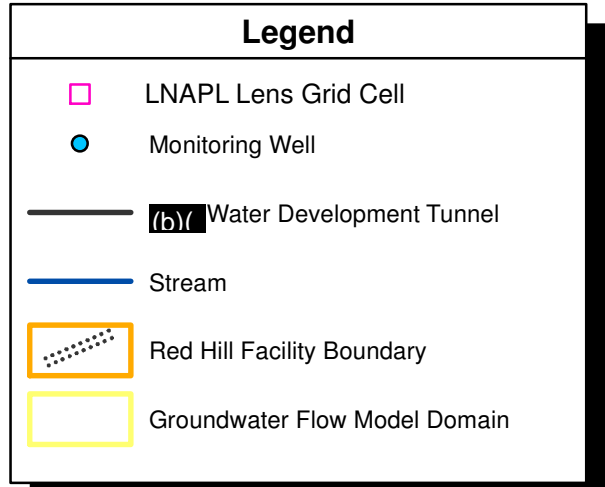 Legend
LNAPL Lens Grid Cell
Monitoring Well
(b)( Water Development Tunnel
Stream
Red Hill Facility Boundary
Groundwater Flow Model Domain